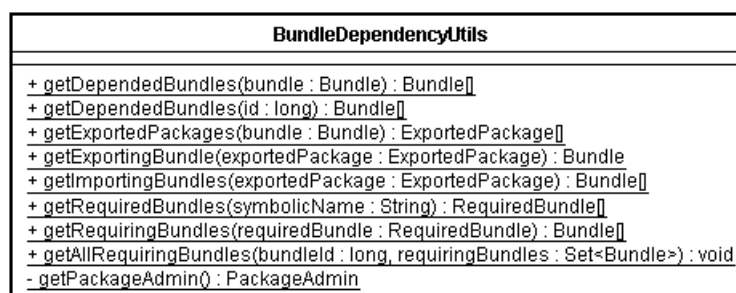 BundleDependencyUtils
+ getDependedBundles(bundle : Bundle) : Bundle[]
+ getDependedBundles(id : long) : Bundle[]
+ getExportedPackages(bundle : Bundle) : ExportedPackage[]
+ getExportingBundle(exportedPackage : ExportedPackage) : Bundle
+ getImportingBundles(exportedPackage : ExportedPackage) : Bundle[]
+ getRequiredBundles(symbolicName : String) : RequiredBundle[]
+ getRequiringBundles(requiredBundle : RequiredBundle) : Bundle[]
+ getAllRequiringBundles(bundleId : long, requiringBundles : Set<Bundle>) : void
- getPackageAdmin() : PackageAdmin